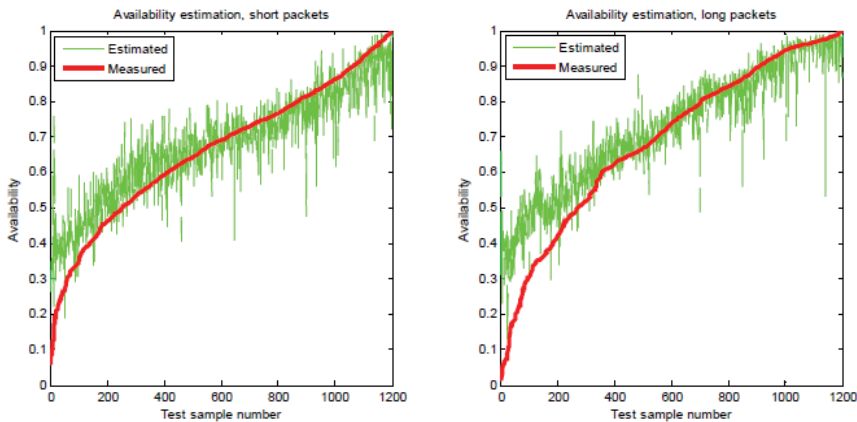 Availability estimation, short packets
1
0.9
0.8
0.7
0.6
0.5
0.4
0.3
0.2
0.1
0
Availability
Estimated
Measured
0 200 400 600 800 1000 1200
Test sample number
Availability estimation, long packets
1
0.9
0.8
0.7
0.6
0.5
0.4
0.3
0.2
0.1
0
Availability
Estimated
Measured
0 200 400 600 800 1000 1200
Test sample number